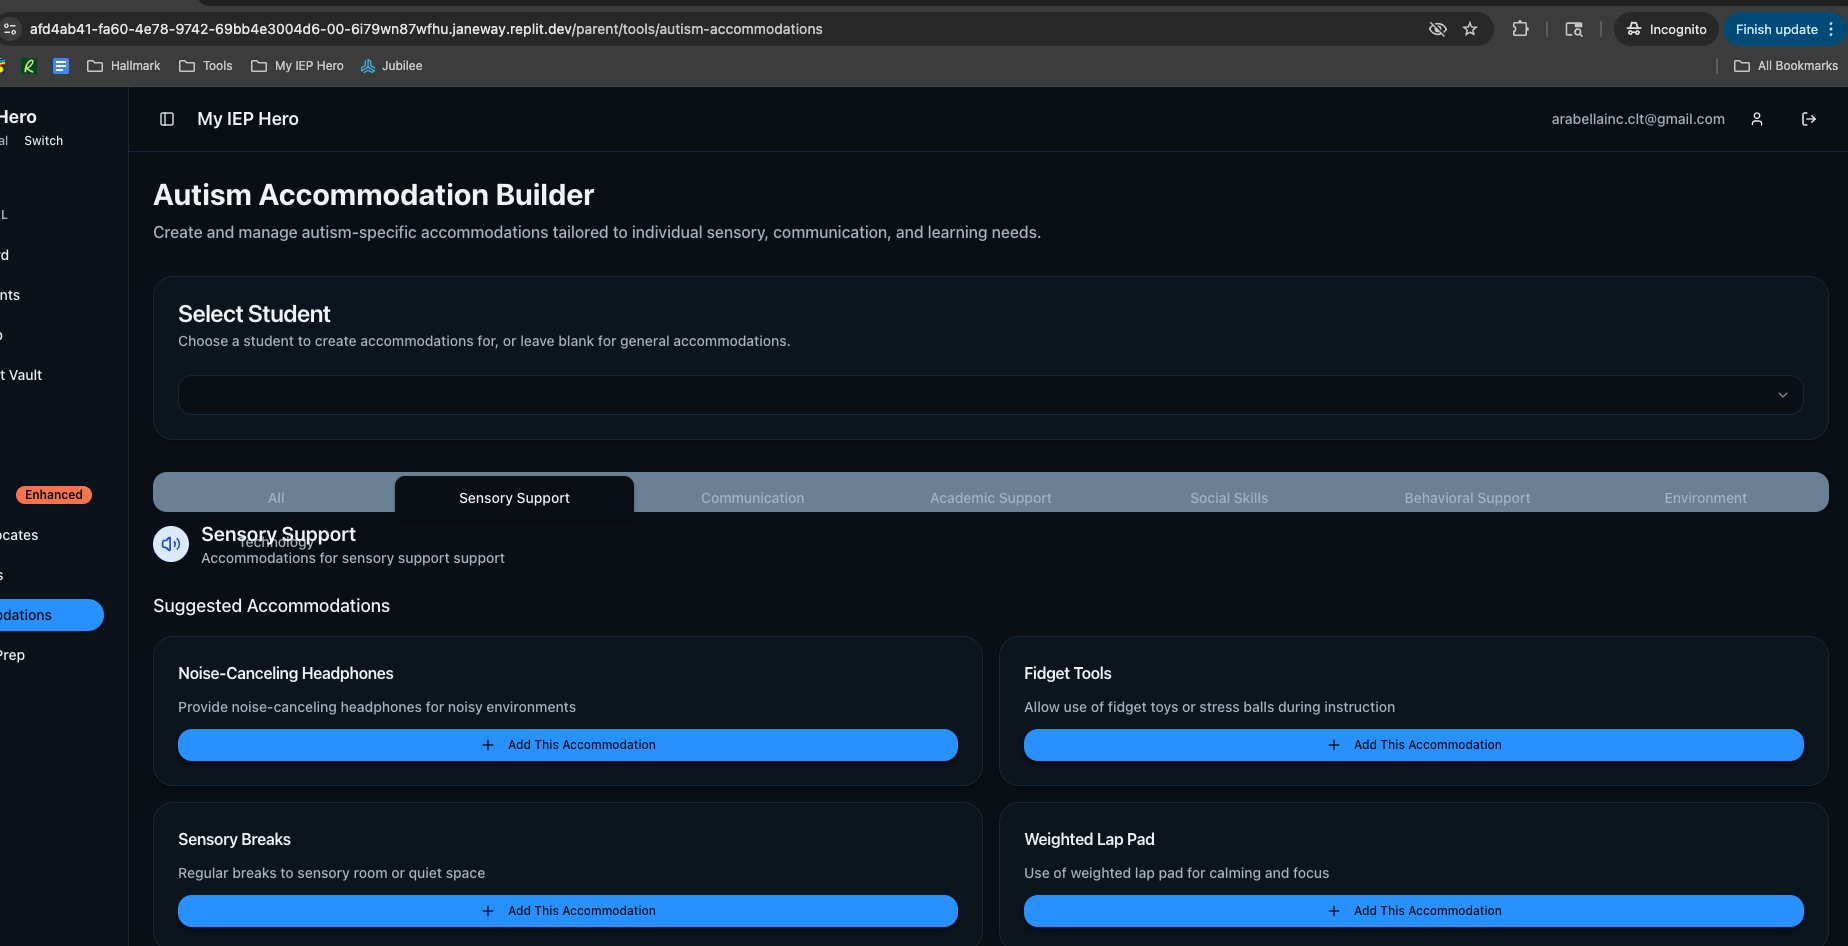 afd4ab41-fa60-4e78-9742-69bb4e3004d6-00-6i79wn87wfhu.janeway.replit.dev/parent/tools/autism-accommodations
Incognito
Finish update
Hallmark
Tools
My IEP Hero
Jubilee
All Bookmarks
Hero
al Switch
L
rd
nts
t Vault
Enhanced
ocates
s
odations
Prep
My IEP Hero
arabellainc.clt@gmail.com
Autism Accommodation Builder
Create and manage autism-specific accommodations tailored to individual sensory, communication, and learning needs.
Select Student
Choose a student to create accommodations for, or leave blank for general accommodations.
All
Sensory Support
Communication
Academic Support
Social Skills
Behavioral Support
Environment
Technology
Sensory Support
Accommodations for sensory support support
Suggested Accommodations
Noise-Canceling Headphones
Provide noise-canceling headphones for noisy environments
Add This Accommodation
Fidget Tools
Allow use of fidget toys or stress balls during instruction
Add This Accommodation
Sensory Breaks
Regular breaks to sensory room or quiet space
Add This Accommodation
Weighted Lap Pad
Use of weighted lap pad for calming and focus
Add This Accommodation